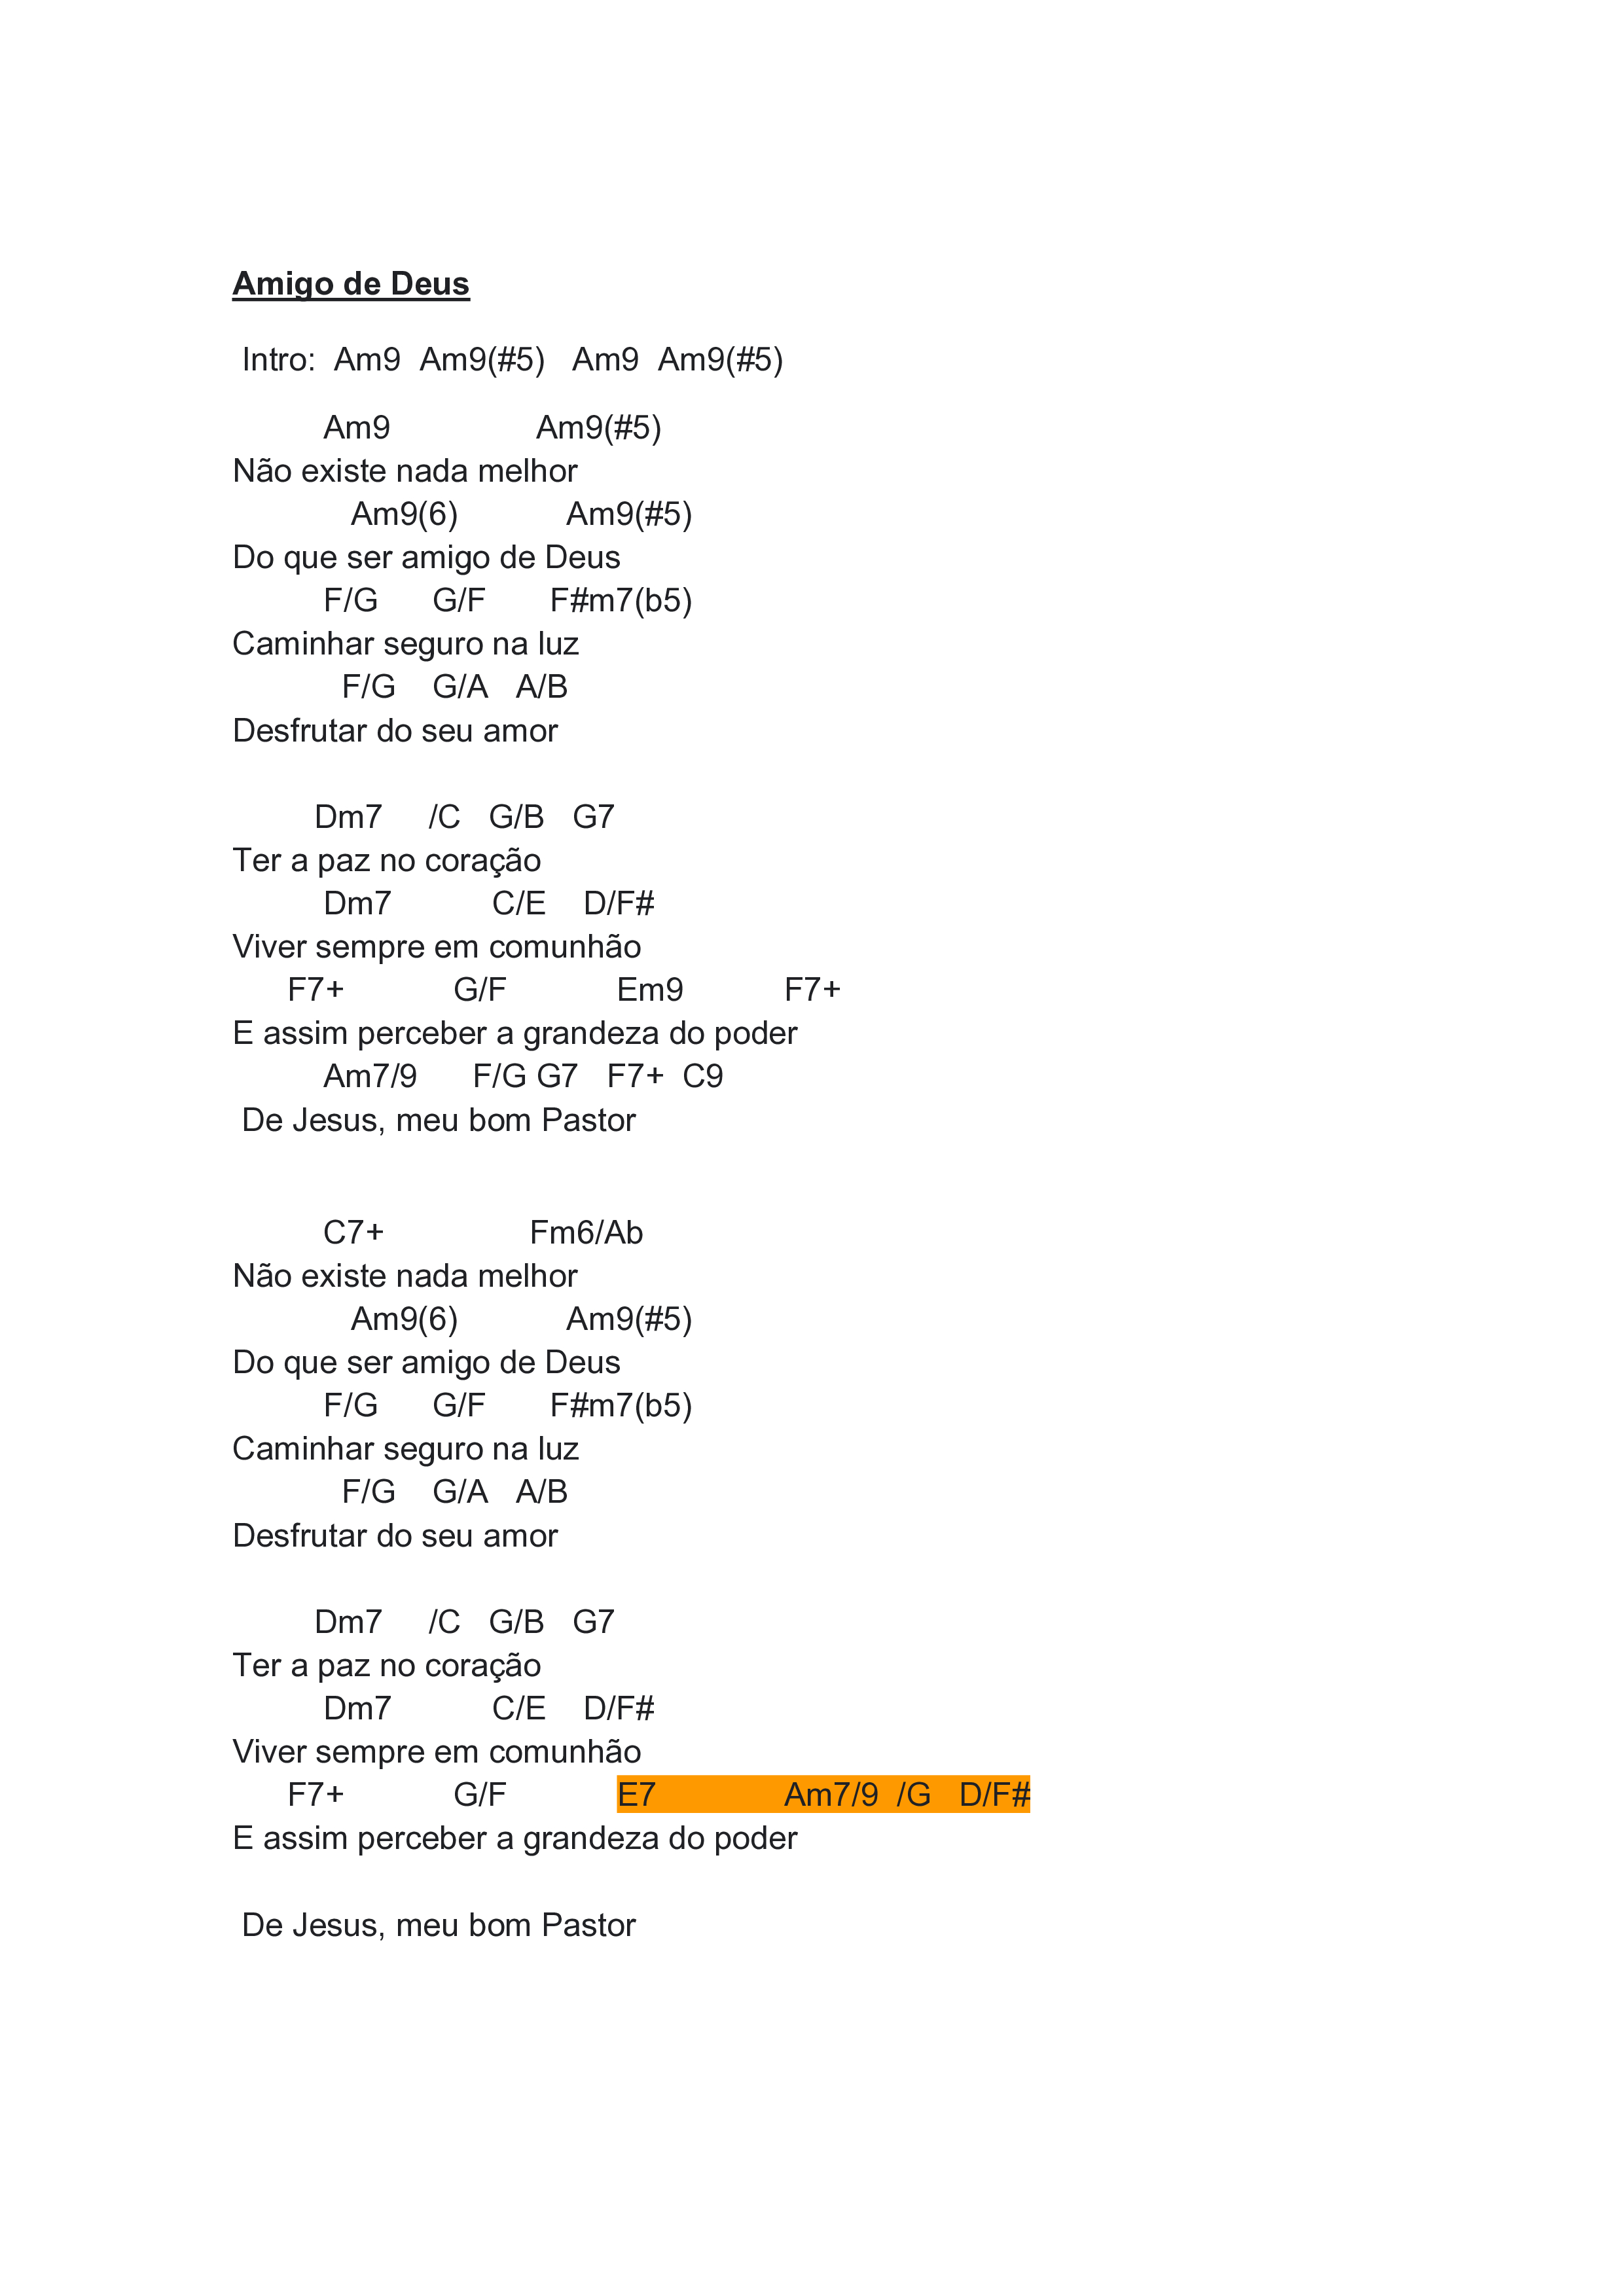 Amigo de Deus
Intro:  Am9  Am9(#5)   Am9  Am9(#5)
Am9                Am9(#5)
Não existe nada melhor
Am9(6)            Am9(#5)
Do que ser amigo de Deus
F/G      G/F       F#m7(b5)
Caminhar seguro na luz
F/G    G/A   A/B
Desfrutar do seu amor
Dm7     /C   G/B   G7
Ter a paz no coração
Dm7           C/E    D/F#
Viver sempre em comunhão
F7+            G/F            Em9           F7+
E assim perceber a grandeza do poder
Am7/9      F/G G7   F7+  C9
De Jesus, meu bom Pastor
C7+                Fm6/Ab
Não existe nada melhor
Am9(6)            Am9(#5)
Do que ser amigo de Deus
F/G      G/F       F#m7(b5)
Caminhar seguro na luz
F/G    G/A   A/B
Desfrutar do seu amor
Dm7     /C   G/B   G7
Ter a paz no coração
Dm7           C/E    D/F#
Viver sempre em comunhão
F7+            G/F            E7              Am7/9  /G   D/F#
E assim perceber a grandeza do poder
De Jesus, meu bom Pastor